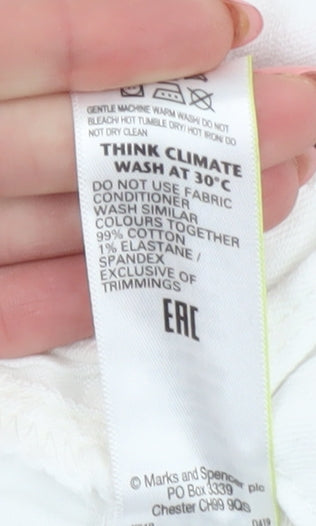 GENTLE MACHINE WARM WASH/ DO NOT
BLEACH/ HOT TUMBLE DRY/ HOT IRON/ DO
NOT DRY CLEAN
THINK CLIMATE
WASH AT 30°C
DO NOT USE FABRIC
CONDITIONER
WASH SIMILAR
COLOURS TOGETHER
99% COTTON
1% ELASTANE /
SPANDEX
EXCLUSIVE OF
TRIMMINGS
EAC
© Marks and Spencer plc
PO Box 3339
Chester CH99 9QS